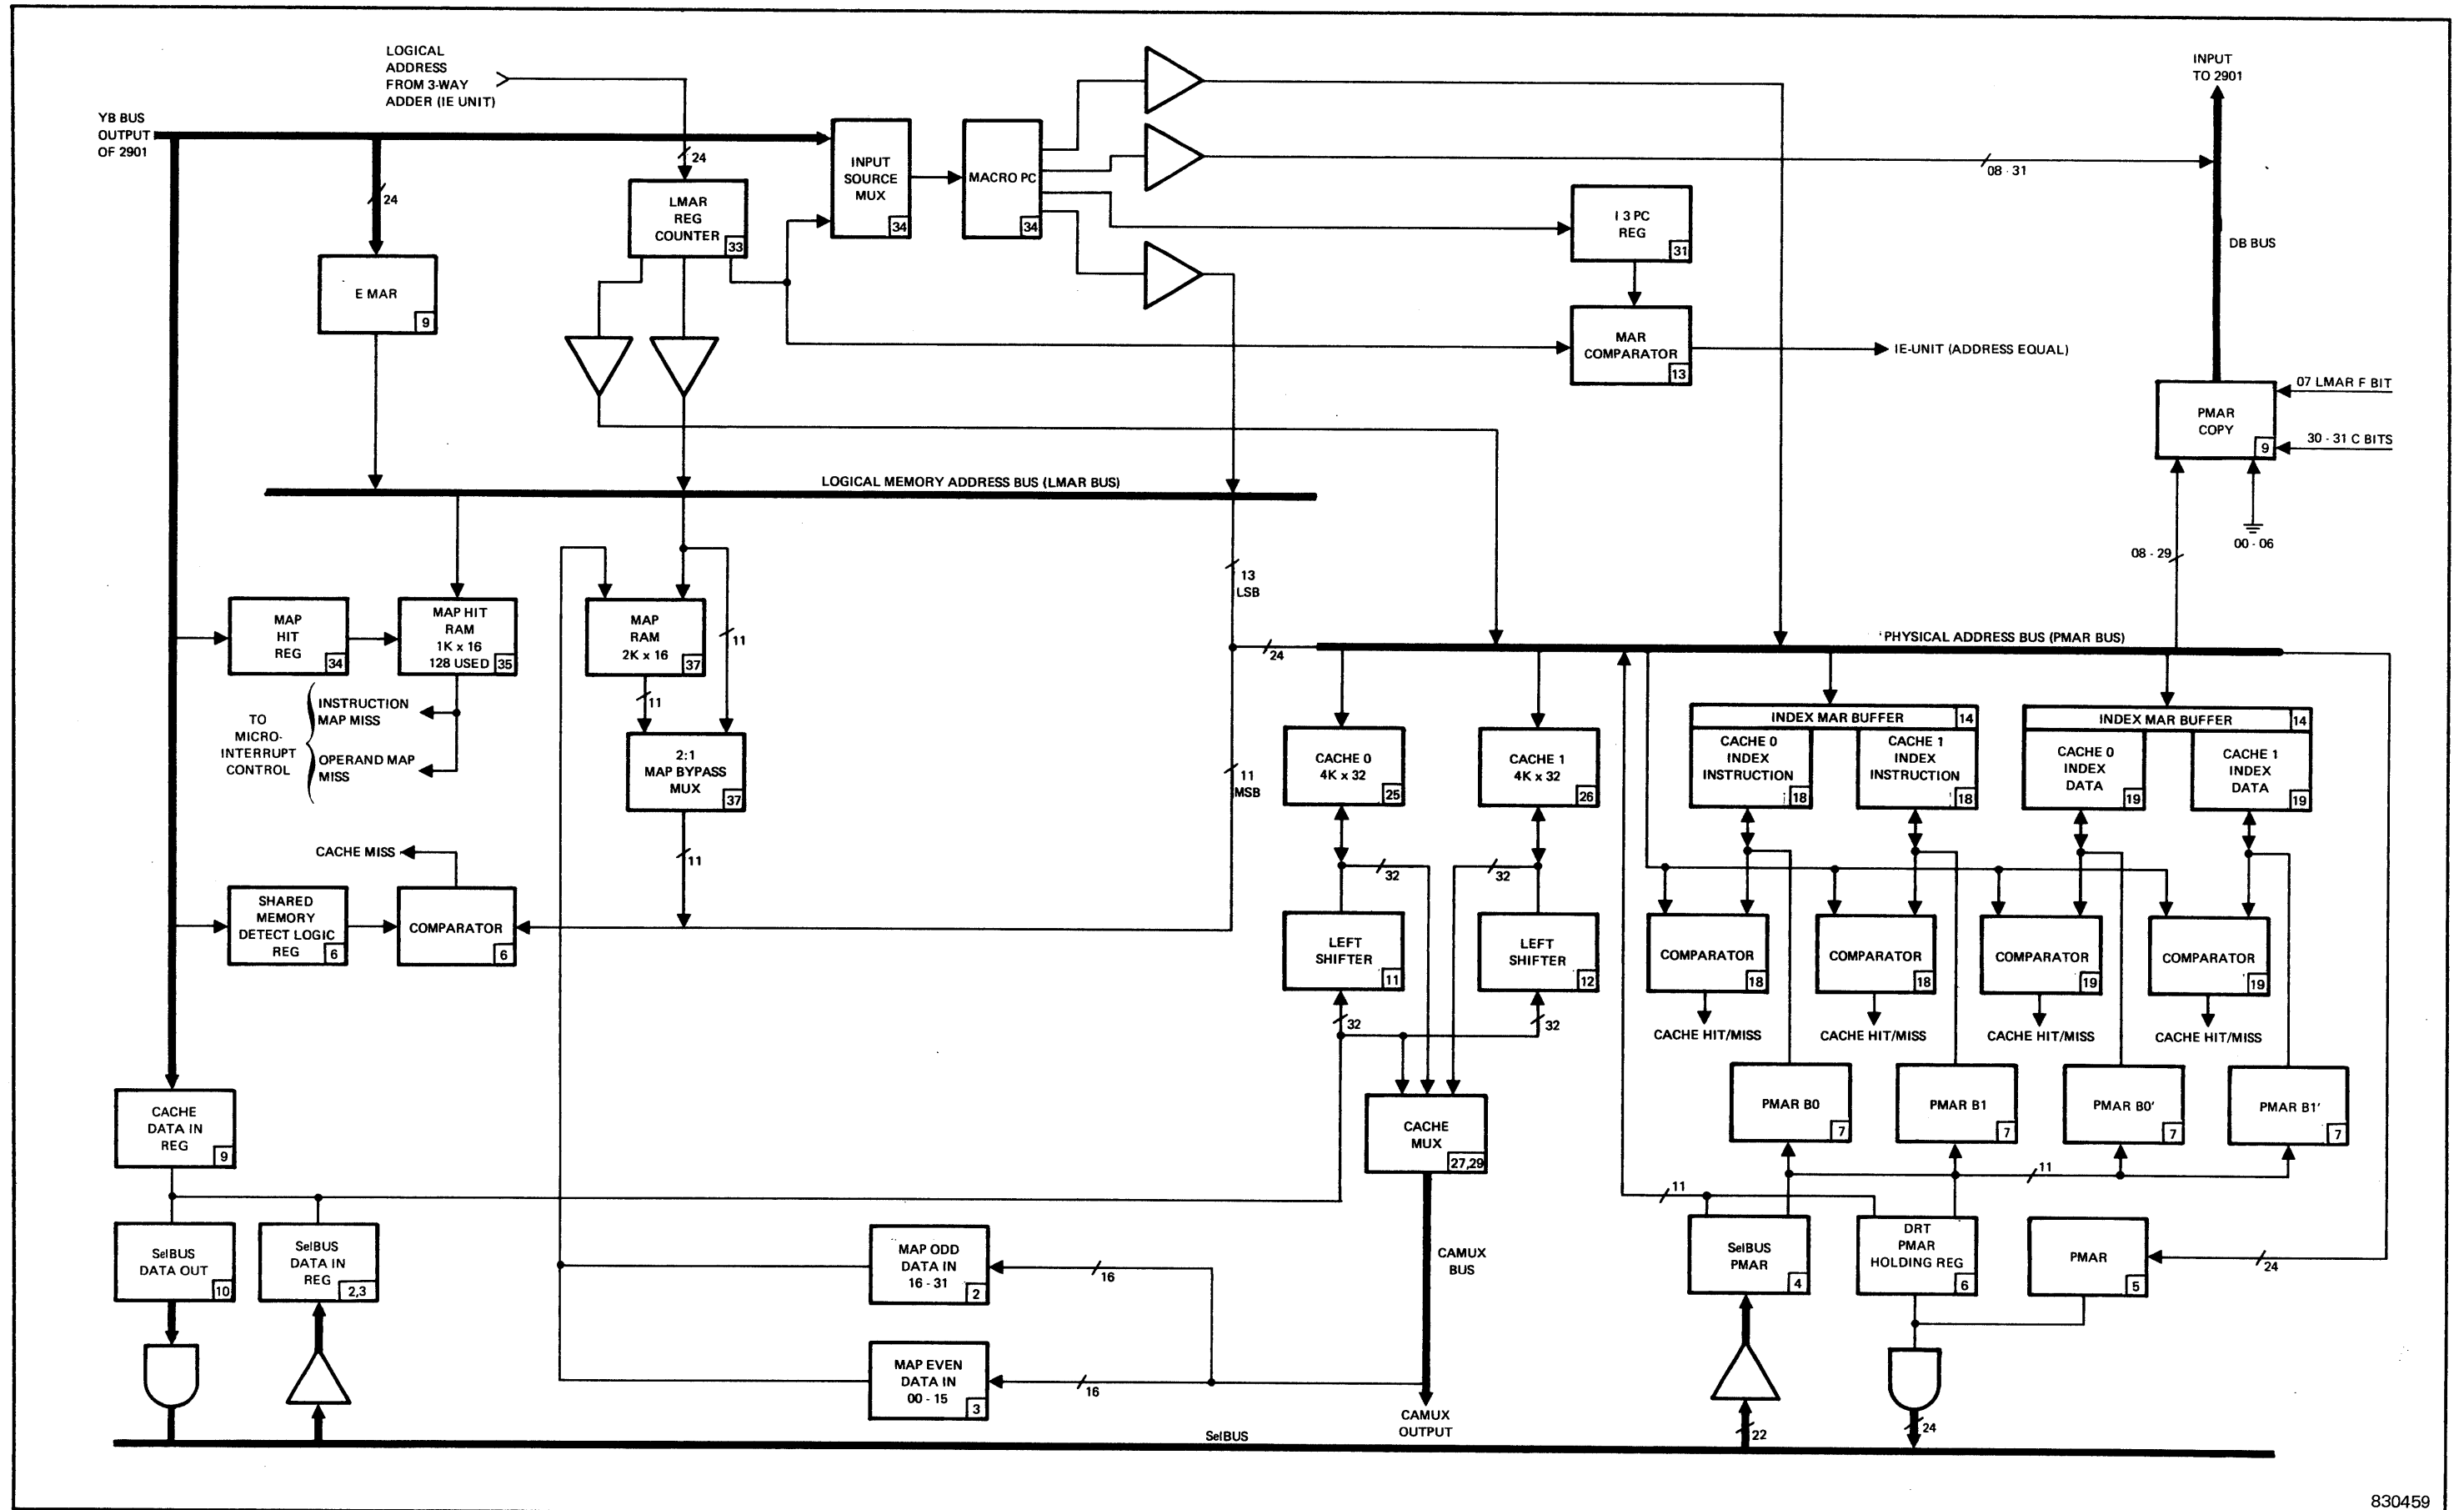 LOGICAL
ADDRESS
FROM 3-WAY
ADDER (IE UNIT)
INPUT
TO 2901
YB BUS
OUTPUT
OF 2901
24
24
LMAR
REG
COUNTER
33
INPUT
SOURCE
MUX
34
MACRO PC
34
08 - 31
I 3 PC
REG
31
DB BUS
E MAR
9
MAR
COMPARATOR
13
IE-UNIT (ADDRESS EQUAL)
07 LMAR F BIT
PMAR
COPY
9
30 - 31 C BITS
00 - 06
08 - 29
LOGICAL MEMORY ADDRESS BUS (LMAR BUS)
13
LSB
MAP
HIT
REG
34
MAP HIT
RAM
1K x 16
128 USED
35
MAP
RAM
2K x 16
37
11
11
24
PHYSICAL ADDRESS BUS (PMAR BUS)
TO
MICRO-
INTERRUPT
CONTROL
INSTRUCTION
MAP MISS
OPERAND MAP
MISS
2:1
MAP BYPASS
MUX
37
11
11
MSB
CACHE 0
4K x 32
25
CACHE 1
4K x 32
26
INDEX MAR BUFFER
14
CACHE 0
INDEX
INSTRUCTION
18
CACHE 1
INDEX
INSTRUCTION
18
INDEX MAR BUFFER
14
CACHE 0
INDEX
DATA
19
CACHE 1
INDEX
DATA
19
CACHE MISS
SHARED
MEMORY
DETECT LOGIC
REG
6
COMPARATOR
6
32
32
LEFT
SHIFTER
11
LEFT
SHIFTER
12
32
32
COMPARATOR
18
COMPARATOR
18
COMPARATOR
19
COMPARATOR
19
CACHE HIT/MISS
CACHE HIT/MISS
CACHE HIT/MISS
CACHE HIT/MISS
CACHE
DATA IN
REG
9
CACHE
MUX
27,29
PMAR B0
7
PMAR B1
7
PMAR B0'
7
PMAR B1'
7
11
11
SelBUS
DATA OUT
10
SelBUS
DATA IN
REG
2,3
MAP ODD
DATA IN
16 - 31
2
16
CAMUX
BUS
SelBUS
PMAR
4
DRT
PMAR
HOLDING REG
6
PMAR
5
24
MAP EVEN
DATA IN
00 - 15
3
16
CAMUX
OUTPUT
22
24
SelBUS
830459